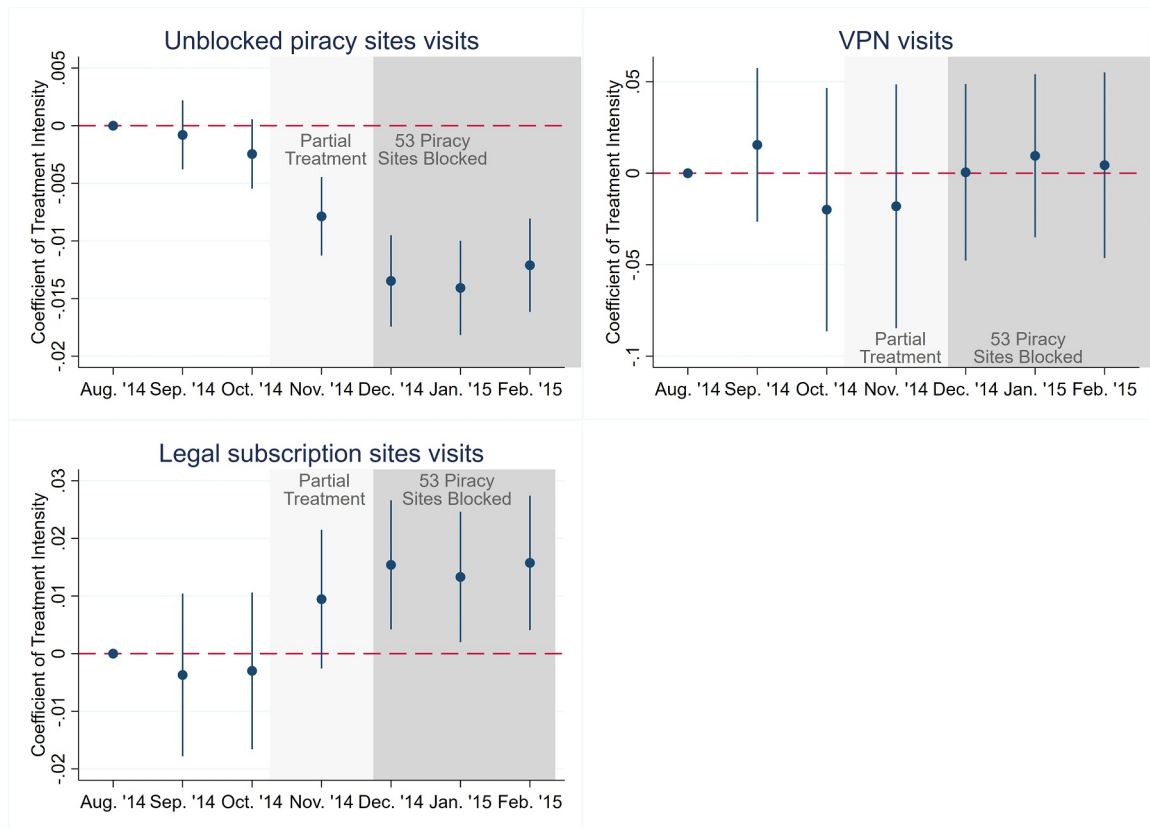 Unblocked piracy sites visits
Coefficient of Treatment Intensity
.005
0
-.005
-.01
-.015
-.02
Partial
Treatment
53 Piracy
Sites Blocked
Aug. '14 Sep. '14 Oct. '14 Nov. '14 Dec. '14 Jan. '15 Feb. '15
VPN visits
Coefficient of Treatment Intensity
.05
0
-.05
-.1
Partial
Treatment
53 Piracy
Sites Blocked
Aug. '14 Sep. '14 Oct. '14 Nov. '14 Dec. '14 Jan. '15 Feb. '15
Legal subscription sites visits
Coefficient of Treatment Intensity
.03
.02
.01
0
-.01
-.02
Partial
Treatment
53 Piracy
Sites Blocked
Aug. '14 Sep. '14 Oct. '14 Nov. '14 Dec. '14 Jan. '15 Feb. '15